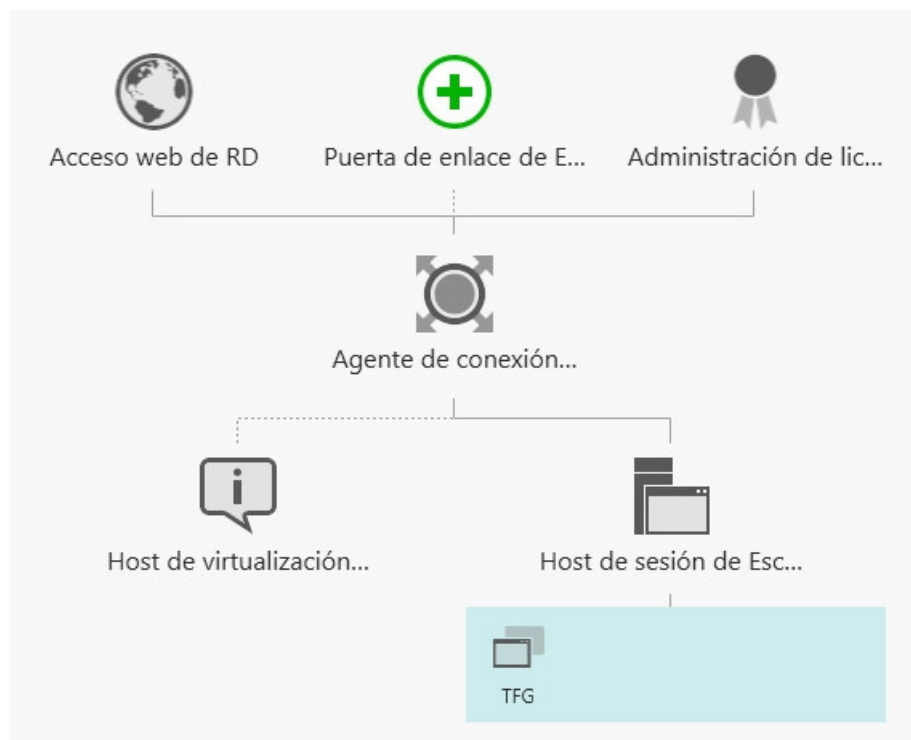 Acceso web de RD
Puerta de enlace de E...
Administración de lic...
Agente de conexión...
Host de virtualización...
Host de sesión de Esc...
TFG